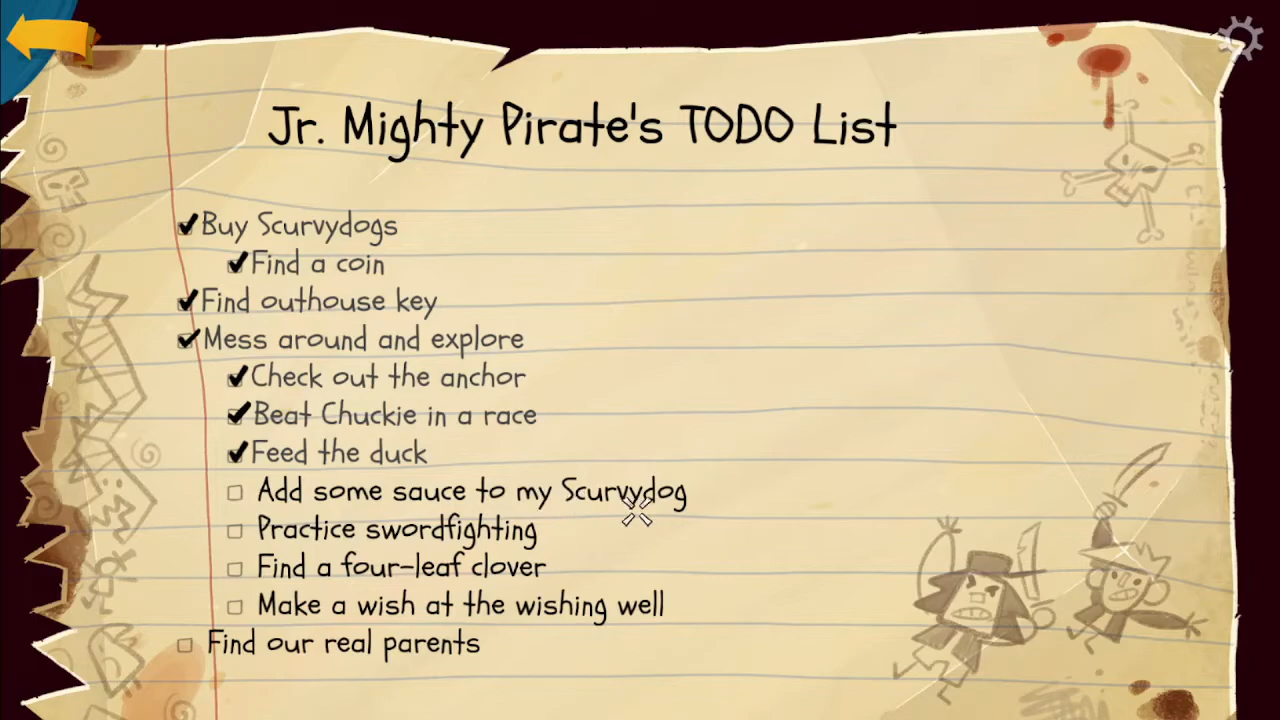 Jr. Mighty Pirate's TODO List
Buy Scurvydogs
Find a coin
Find outhouse key
Mess around and explore
Check out the anchor
Beat Chuckie in a race
Feed the duck
Add some sauce to my Scurvydog
Practice swordfighting
Find a four-leaf clover
Make a wish at the wishing well
Find our real parents